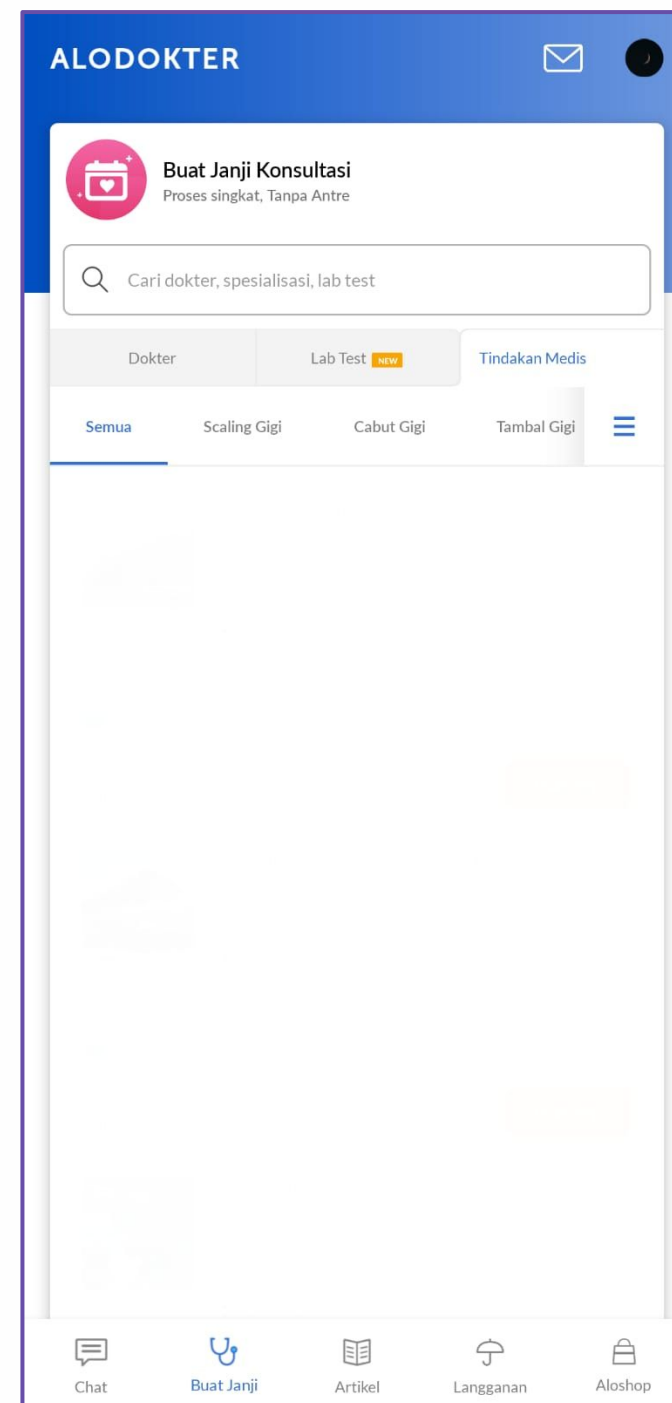 ALODOKTER
Buat Janji Konsultasi
Proses singkat, Tanpa Antre
Cari dokter, spesialisasi, lab test
Dokter Lab Test NEW Tindakan Medis
Semua Scaling Gigi Cabut Gigi Tambal Gigi
Chat Buat Janji Artikel Langganan Aloshop